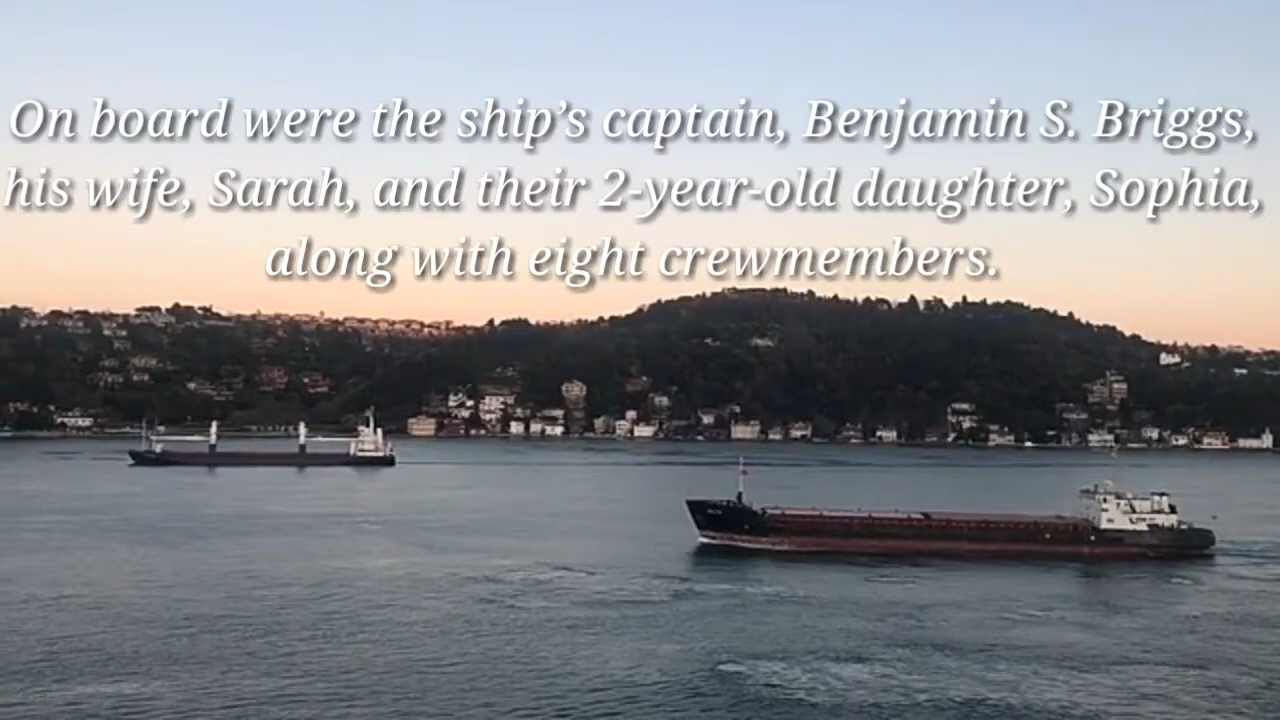 On board were the ship’s captain, Benjamin S. Briggs,
his wife, Sarah, and their 2-year-old daughter, Sophia,
along with eight crewmembers.